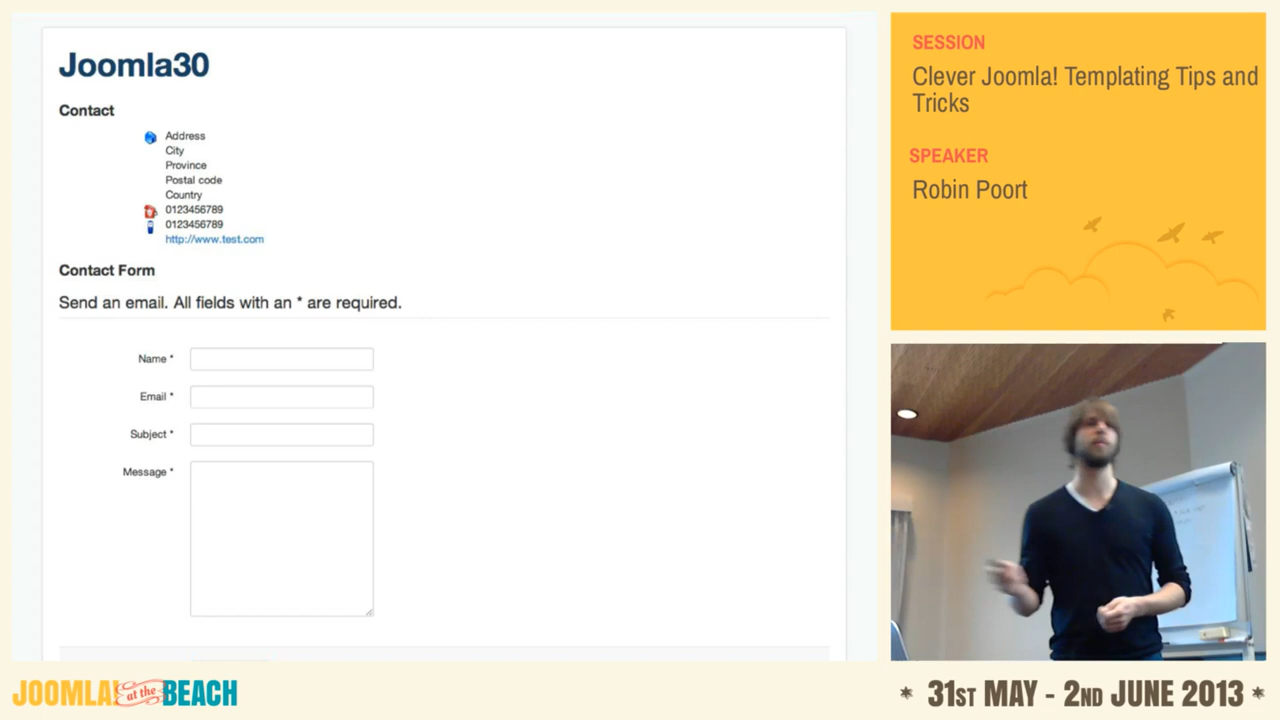 Joomla30
Contact
Address
City
Province
Postal code
Country
0123456789
0123456789
http://www.test.com
Contact Form
Send an email. All fields with an * are required.
Name *
Email *
Subject *
Message *
SESSION
Clever Joomla! Templating Tips and
Tricks
SPEAKER
Robin Poort
JOOMLA! at the BEACH
* 31ST MAY - 2ND JUNE 2013 *